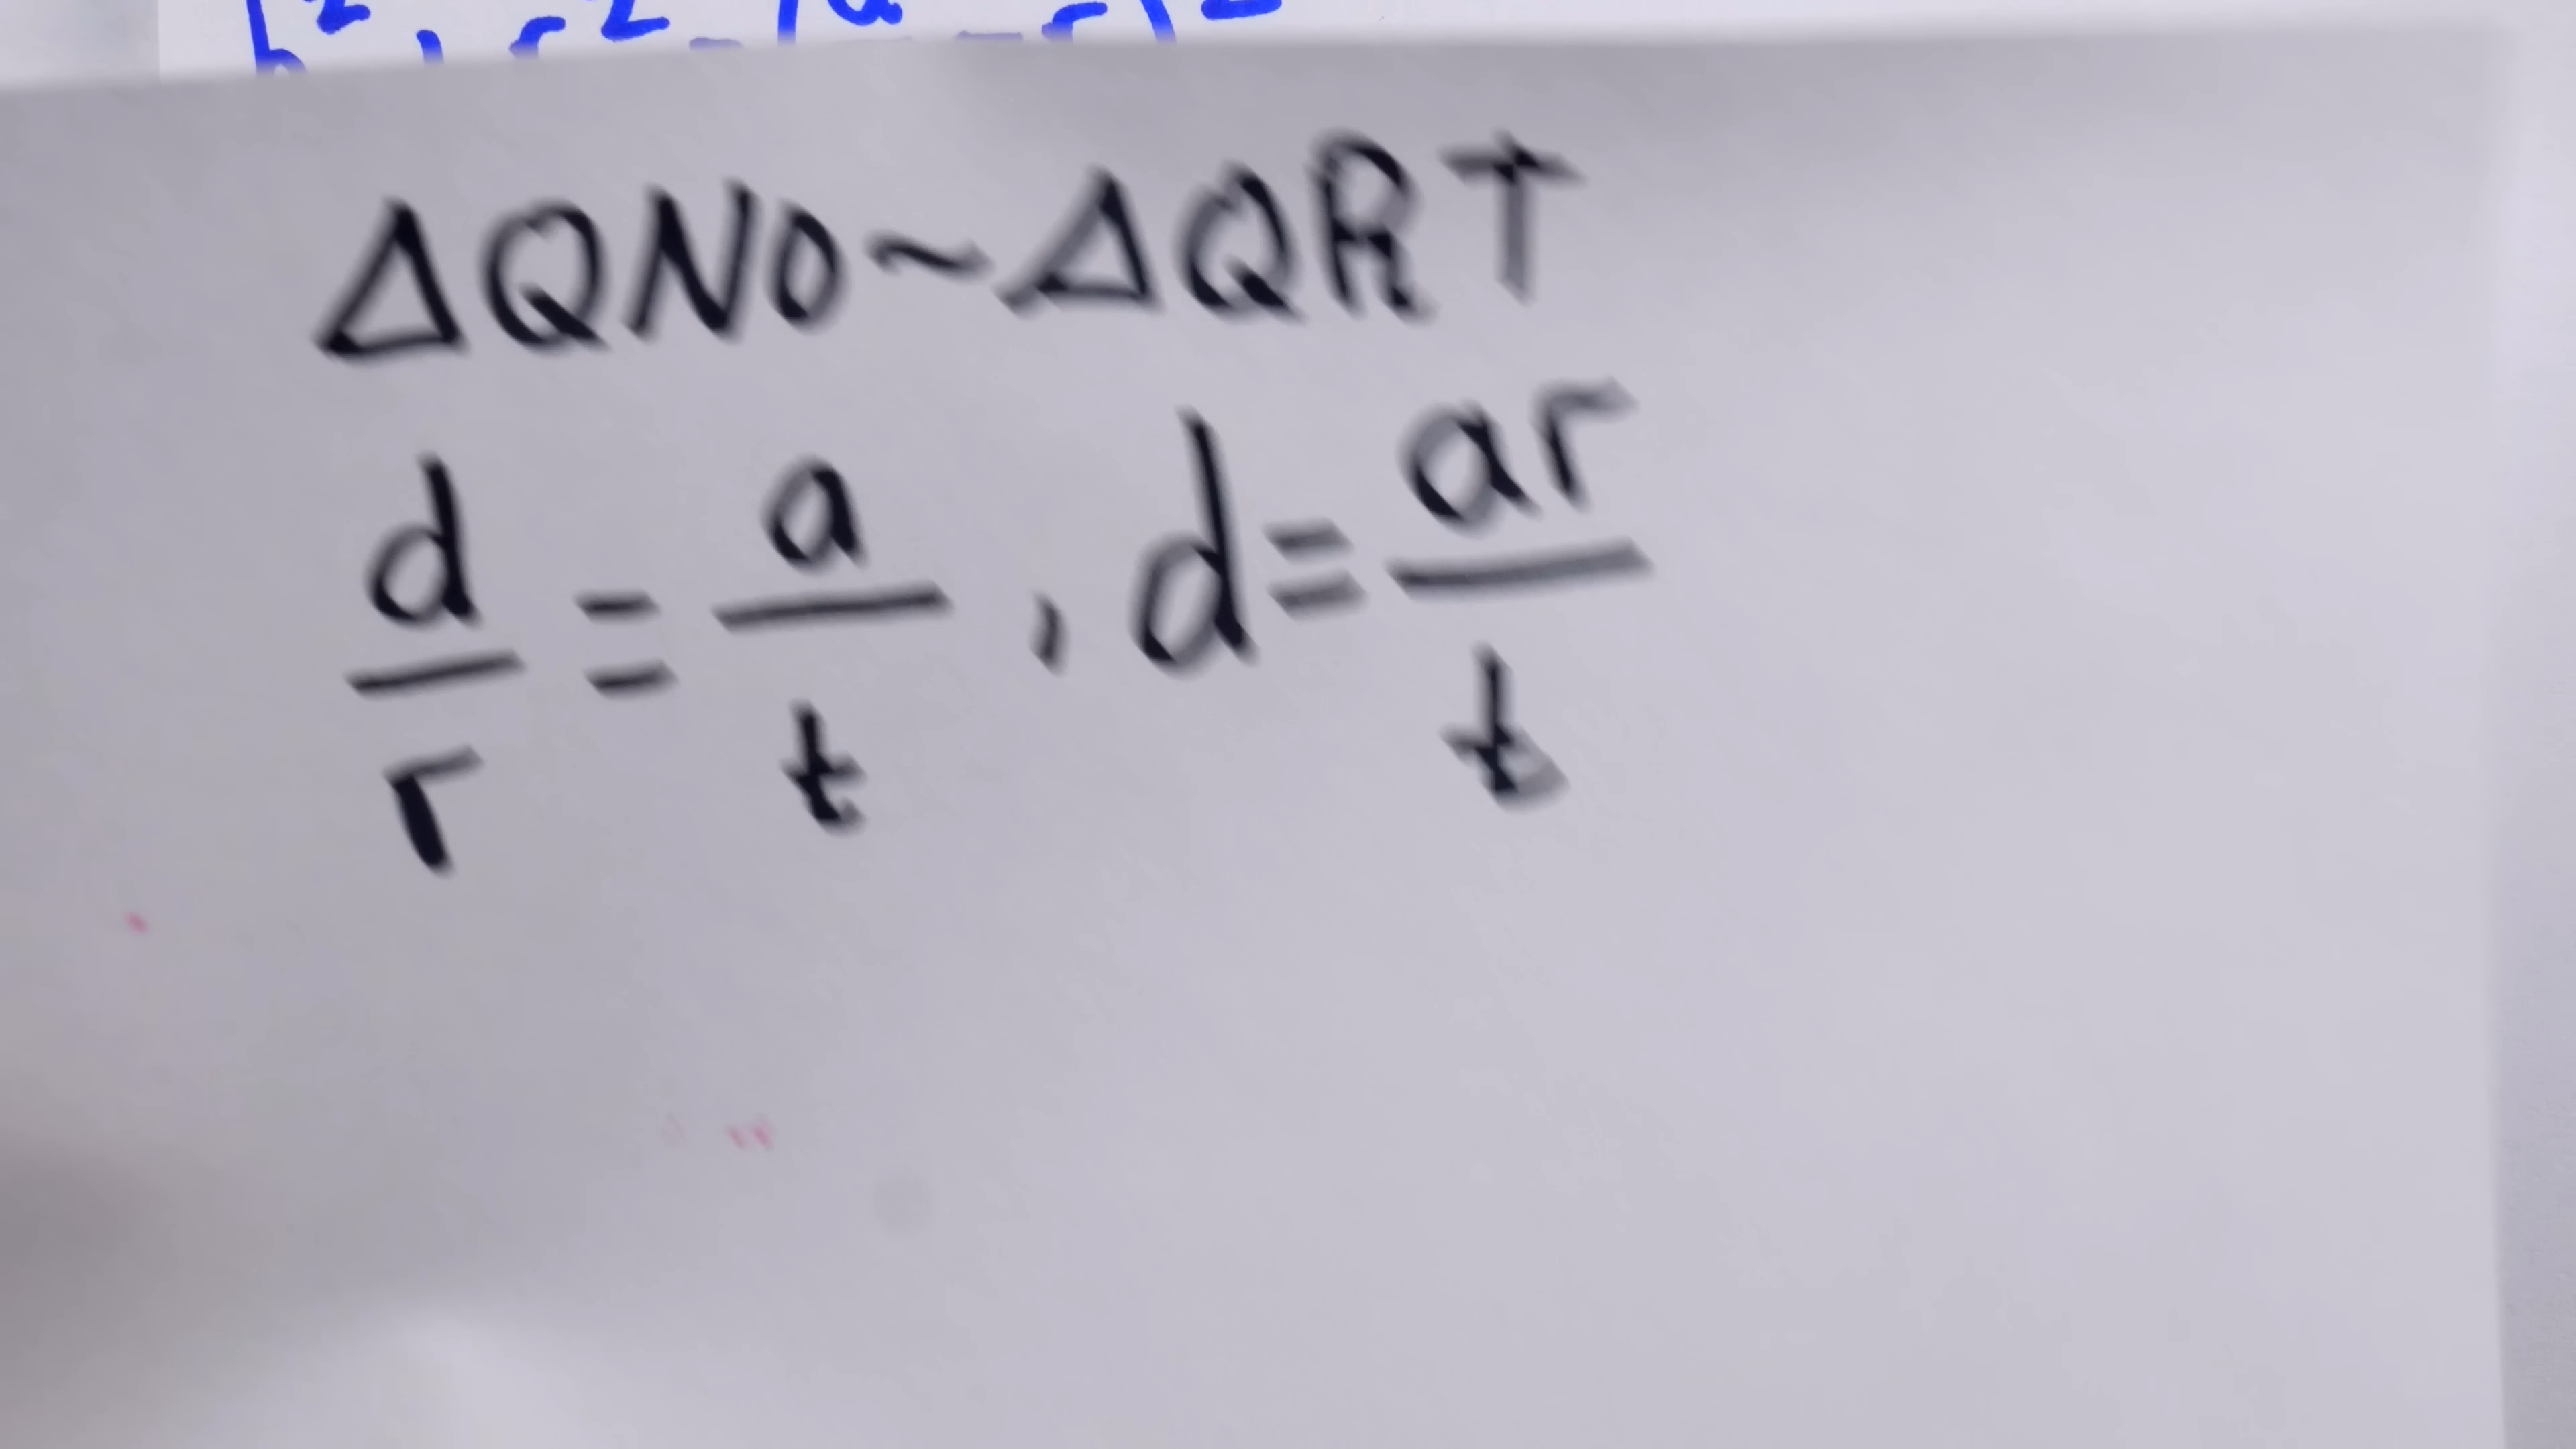 ΔQNO~ΔQRT
d/r = a/t , d = ar/t